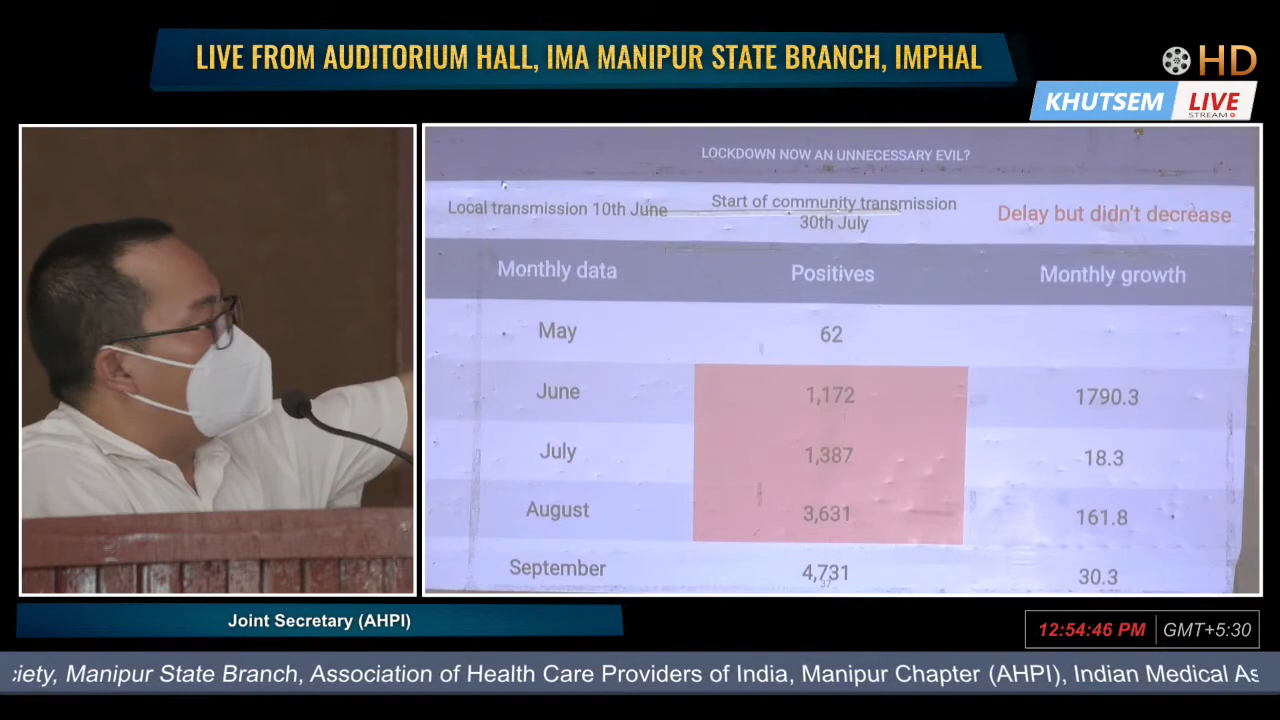 LIVE FROM AUDITORIUM HALL, IMA MANIPUR STATE BRANCH, IMPHAL
HD
KHUTSEM LIVE
STREAM
LOCKDOWN NOW AN UNNECESSARY EVIL?
Local transmission 10th June
Start of community transmission
30th July
Delay but didn't decrease
Monthly data Positives Monthly growth
May 62
June 1,172 1790.3
July 1,387 18.3
August 3,631 161.8
September 4,731 30.3
37
Joint Secretary (AHPI)
12:54:46 PM GMT+5:30
iety, Manipur State Branch, Association of Health Care Providers of India, Manipur Chapter (AHPI), Indian Medical As